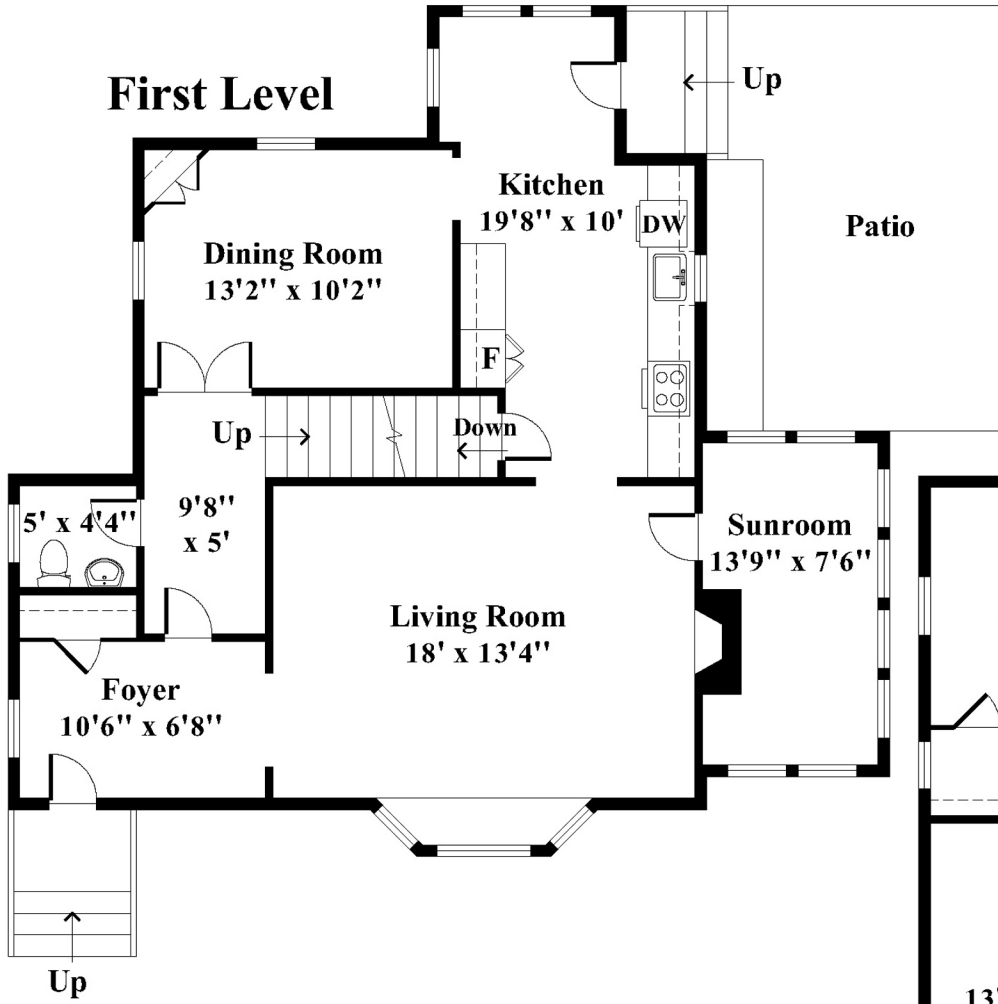 First Level
Up
Kitchen
19'8" x 10'
DW
Patio
Dining Room
13'2" x 10'2"
F
Up
Down
5' x 4'4"
9'8"
x 5'
Sunroom
13'9" x 7'6"
Living Room
18' x 13'4"
Foyer
10'6" x 6'8"
Up
13'